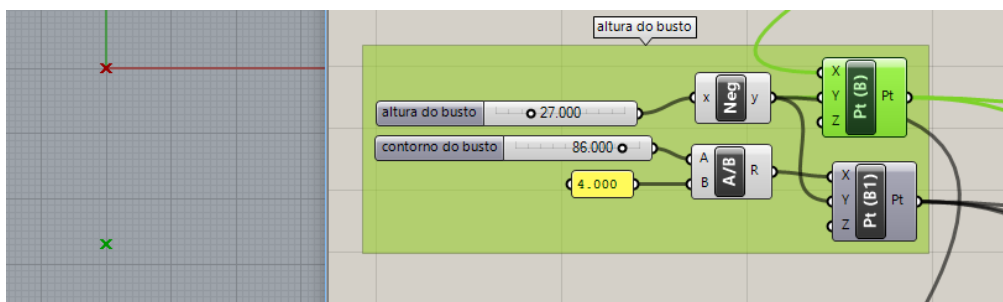 altura do busto
altura do busto 27.000
x Neg y
X Y Z Pt (B) Pt
contorno do busto 86.000
4.000
A B A/B R
X Y Z Pt (B1) Pt